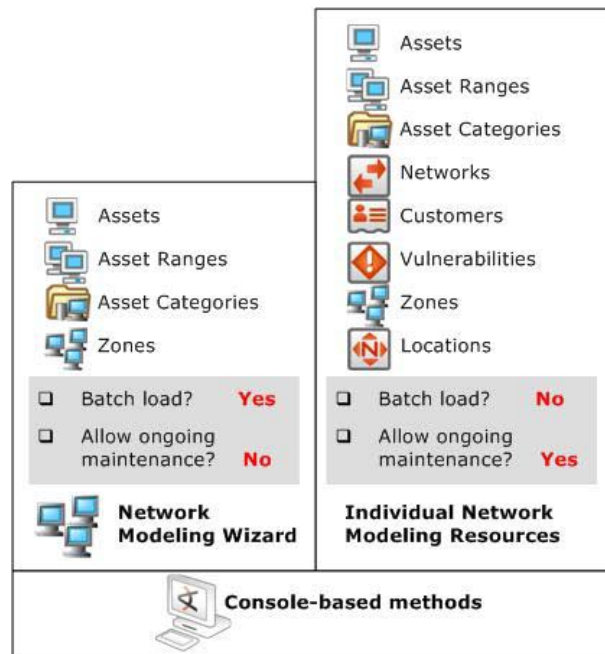 Assets
Asset Ranges
Asset Categories
Zones
Batch load? Yes
Allow ongoing
maintenance? No
Network
Modeling Wizard
Assets
Asset Ranges
Asset Categories
Networks
Customers
Vulnerabilities
Zones
N
Locations
Batch load? No
Allow ongoing
maintenance? Yes
Individual Network
Modeling Resources
Console-based methods